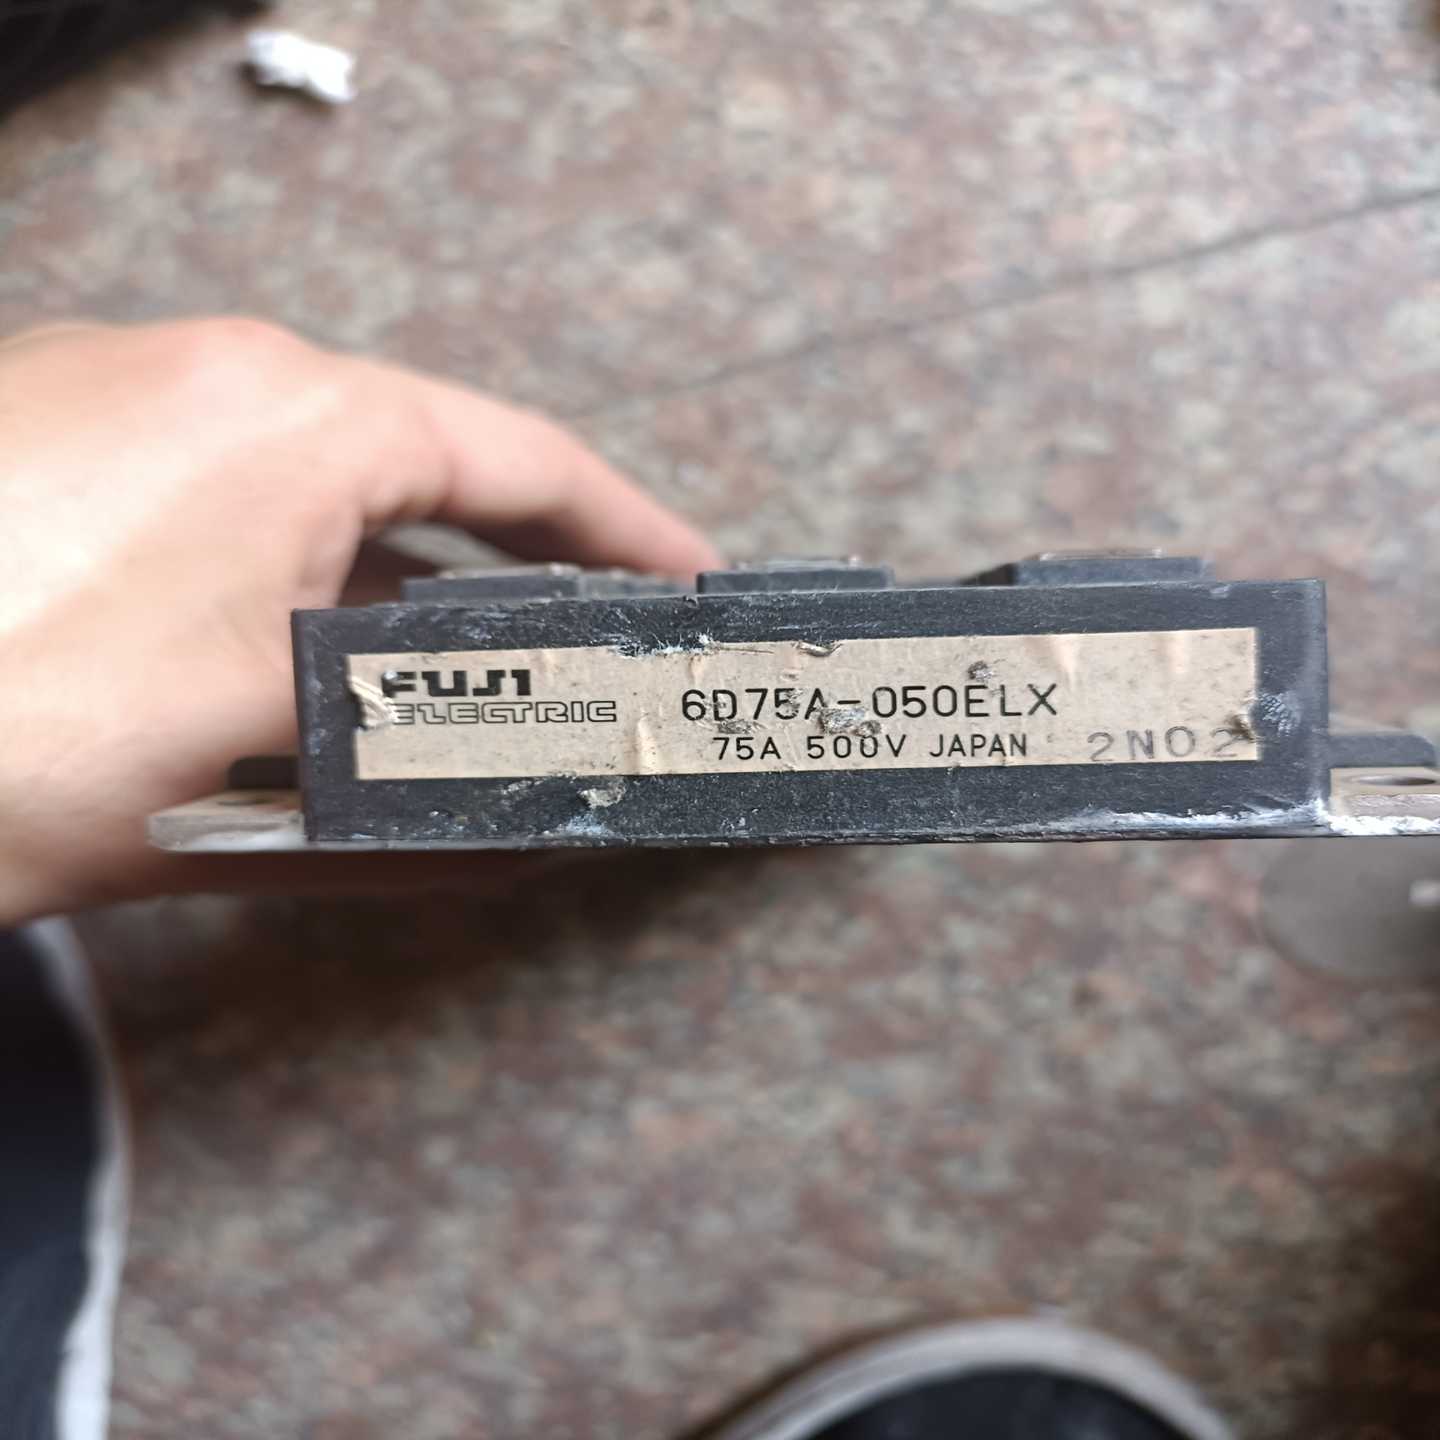 FUJI
ELECTRIC
6D75A-050ELX
75A 500V JAPAN
2N02